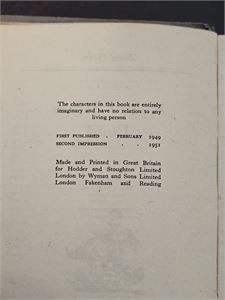 The characters in this book are entirely
imaginary and have no relation to any
living person
FIRST PUBLISHED . FEBRUARY 1949
SECOND IMPRESSION . . 1951
Made and Printed in Great Britain
for Hodder and Stoughton Limited
London by Wyman and Sons Limited
London Fakenham and Reading